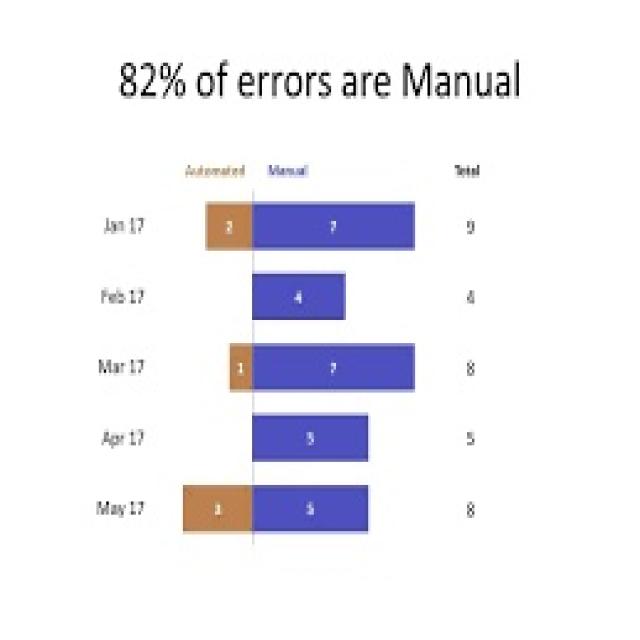 82% of errors are Manual
Automated Manual Total
Jan 17 2 7 9
Feb 17 4 4
Mar 17 1 7 8
Apr 17 5 5
May 17 3 5 8